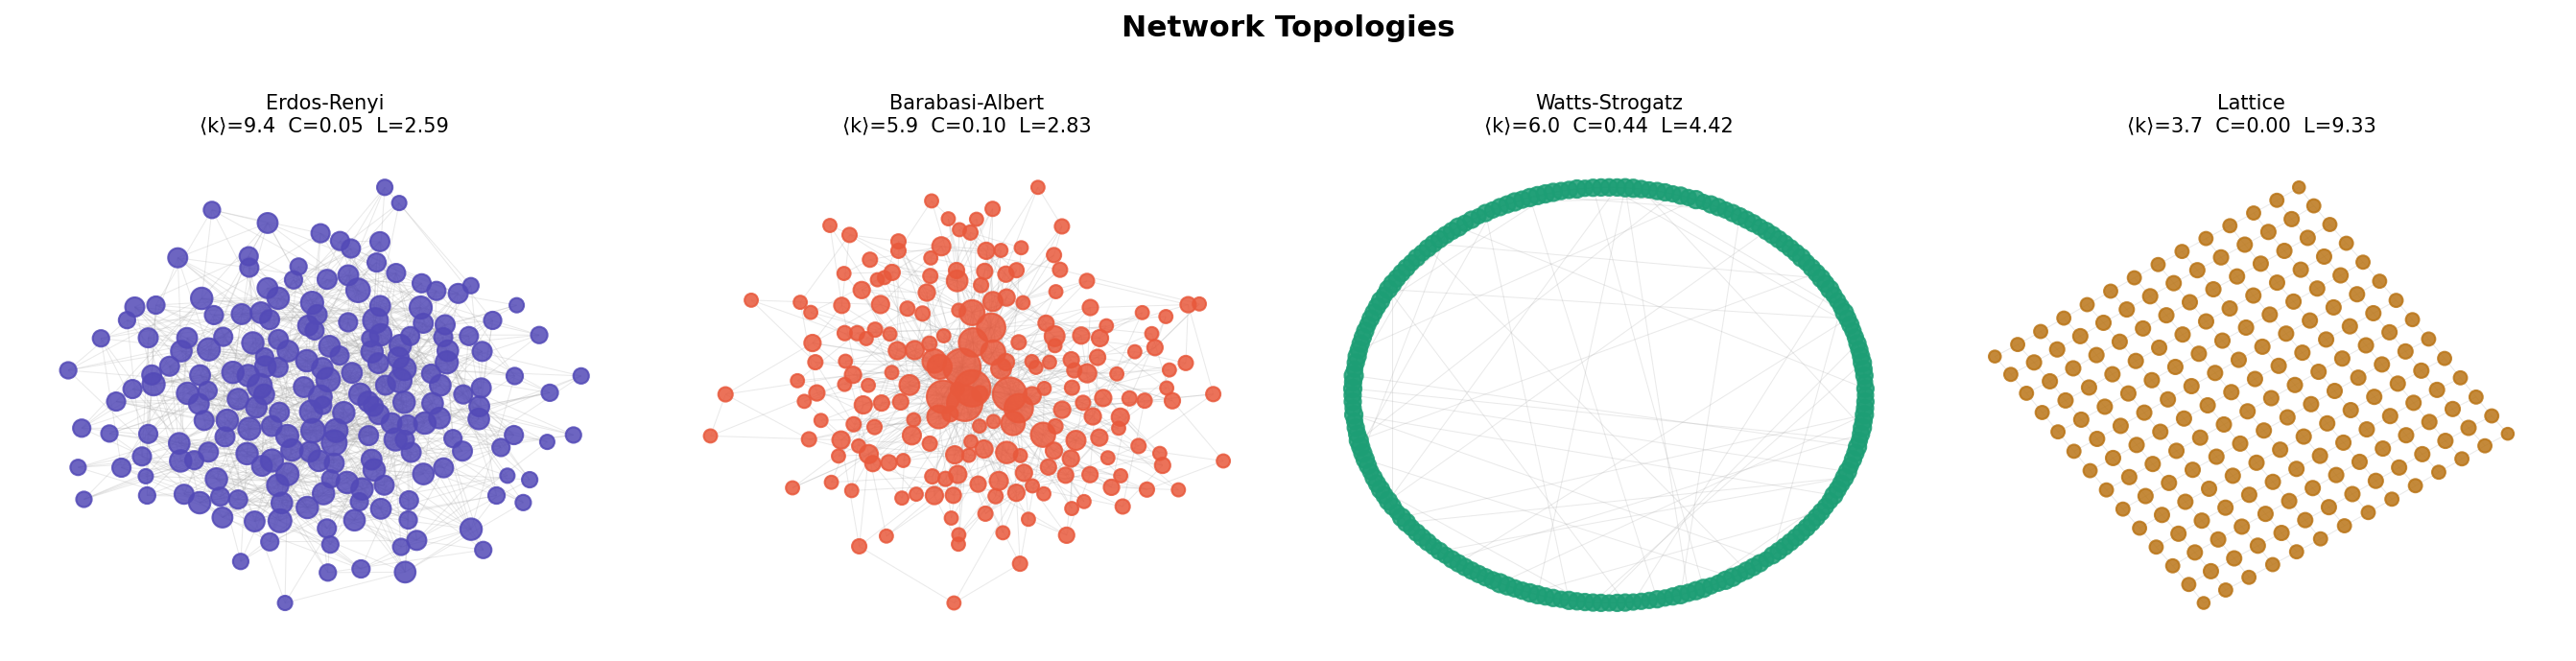 Network Topologies
Erdos-Renyi
⟨k⟩=9.4  C=0.05  L=2.59
Barabasi-Albert
⟨k⟩=5.9  C=0.10  L=2.83
Watts-Strogatz
⟨k⟩=6.0  C=0.44  L=4.42
Lattice
⟨k⟩=3.7  C=0.00  L=9.33